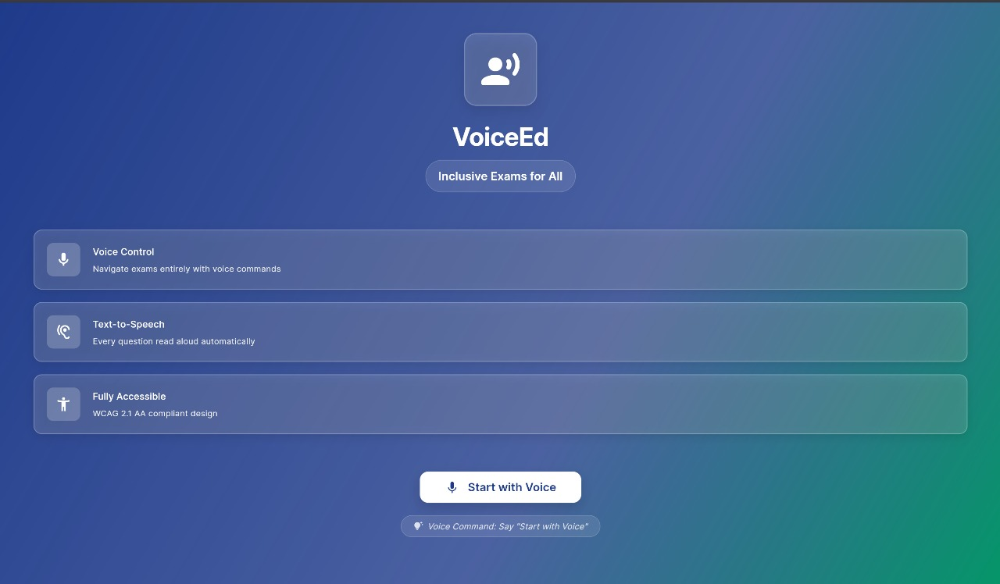 VoiceEd
Inclusive Exams for All
Voice Control
Navigate exams entirely with voice commands
Text-to-Speech
Every question read aloud automatically
Fully Accessible
WCAG 2.1 AA compliant design
Start with Voice
Voice Command: Say "Start with Voice"